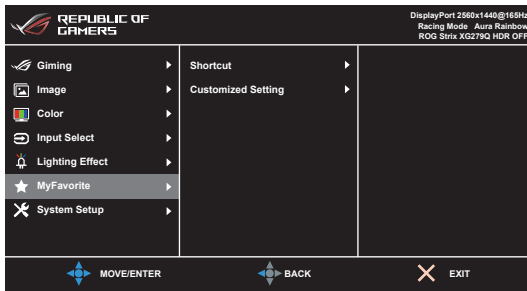 REPUBLIC OF
GAMERS
DisplayPort 2560x1440@165Hz
Racing Mode Aura Rainbow
ROG Strix XG279Q HDR OFF
Giming
Image
Color
Input Select
Lighting Effect
MyFavorite
System Setup
Shortcut
Customized Setting
MOVE/ENTER
BACK
EXIT